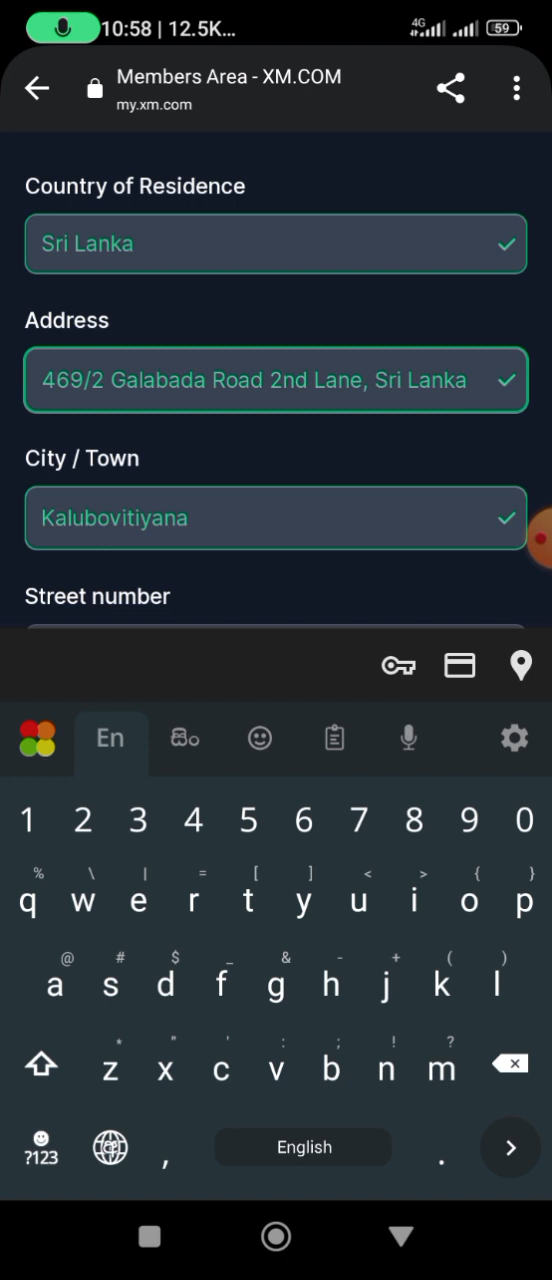 10:58 | 12.5K...
4G
59
Members Area - XM.COM
my.xm.com
Country of Residence
Sri Lanka
Address
469/2 Galabada Road 2nd Lane, Sri Lanka
City / Town
Kalubovitiyana
Street number
En සිං
1 2 3 4 5 6 7 8 9 0
% \ | = [ ] < > { }
q w e r t y u i o p
@ # $ _ & - + ( )
a s d f g h j k l
* " ' : ; ! ?
z x c v b n m
?123 , English .